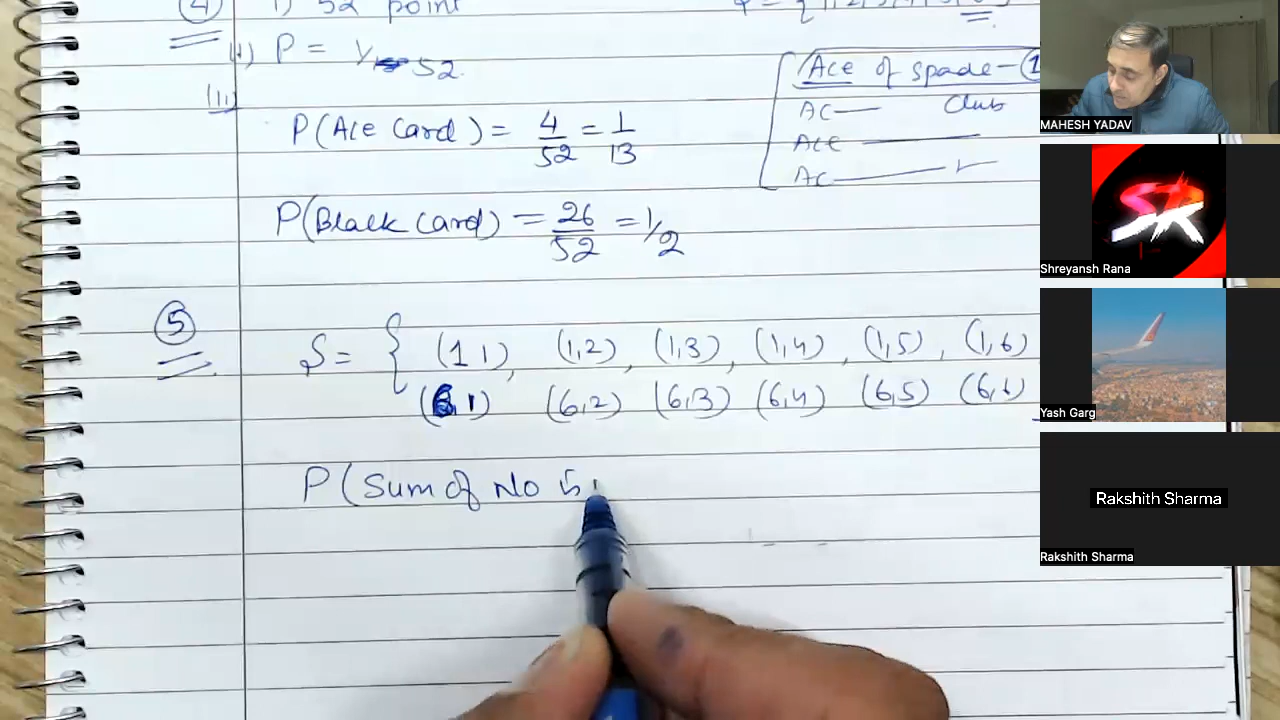 4 i) 52 point
ii) P = 1/52.
(iii)
P(Ace Card) = 4/52 = 1/13
Ace of spade - 1
AC Club
Ace
AC
P(Black Card) = 26/52 = 1/2
5 S = { (1 1), (1,2), (1,3), (1,4), (1,5), (1,6)
(6, 1) (6,2) (6,3) (6,4) (6,5) (6,6)
P (Sum of No is
MAHESH YADAV
SR
Shreyansh Rana
Yash Garg
Rakshith Sharma
Rakshith Sharma